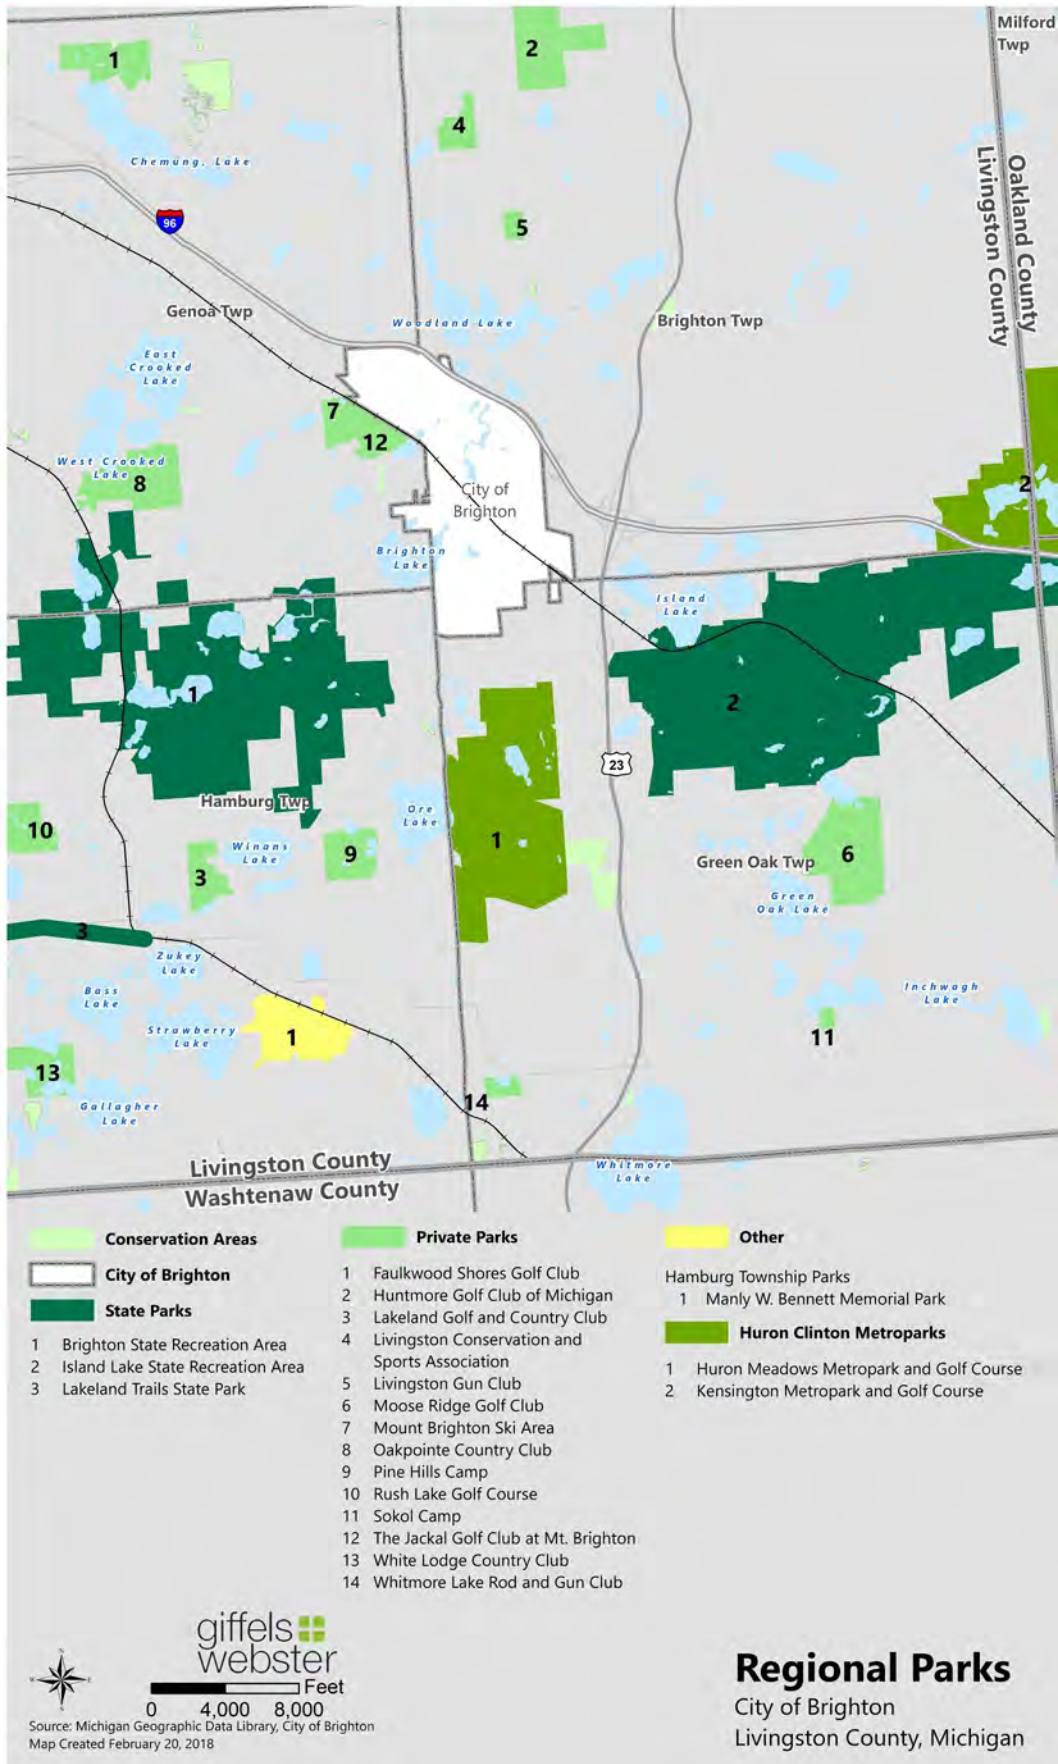 Milford
Twp
1
2
4
Chemung, Lake
Oakland County
Livingston County
96
5
Genoa Twp
Woodland Lake
Brighton Twp
East
Crooked
Lake
7
12
West Crooked
Lake
8
2
City of
Brighton
Brighton
Lake
Island
Lake
1
2
23
Hamburg Twp
Ore
Lake
10
Winans
Lake
9
1
Green Oak Twp
6
3
Green
Oak Lake
3
Zukey
Lake
Bass
Lake
Inchwagh
Lake
Strawberry
Lake
1
11
13
Gallagher
Lake
14
Livingston County
Washtenaw County
Whitmore
Lake
Conservation Areas
City of Brighton
State Parks
1 Brighton State Recreation Area
2 Island Lake State Recreation Area
3 Lakeland Trails State Park
Private Parks
1 Faulkwood Shores Golf Club
2 Huntmore Golf Club of Michigan
3 Lakeland Golf and Country Club
4 Livingston Conservation and
Sports Association
5 Livingston Gun Club
6 Moose Ridge Golf Club
7 Mount Brighton Ski Area
8 Oakpointe Country Club
9 Pine Hills Camp
10 Rush Lake Golf Course
11 Sokol Camp
12 The Jackal Golf Club at Mt. Brighton
13 White Lodge Country Club
14 Whitmore Lake Rod and Gun Club
Other
Hamburg Township Parks
1 Manly W. Bennett Memorial Park
Huron Clinton Metroparks
1 Huron Meadows Metropark and Golf Course
2 Kensington Metropark and Golf Course
giffels
webster
N
W E
S
Feet
0 4,000 8,000
Source: Michigan Geographic Data Library, City of Brighton
Map Created February 20, 2018
Regional Parks
City of Brighton
Livingston County, Michigan